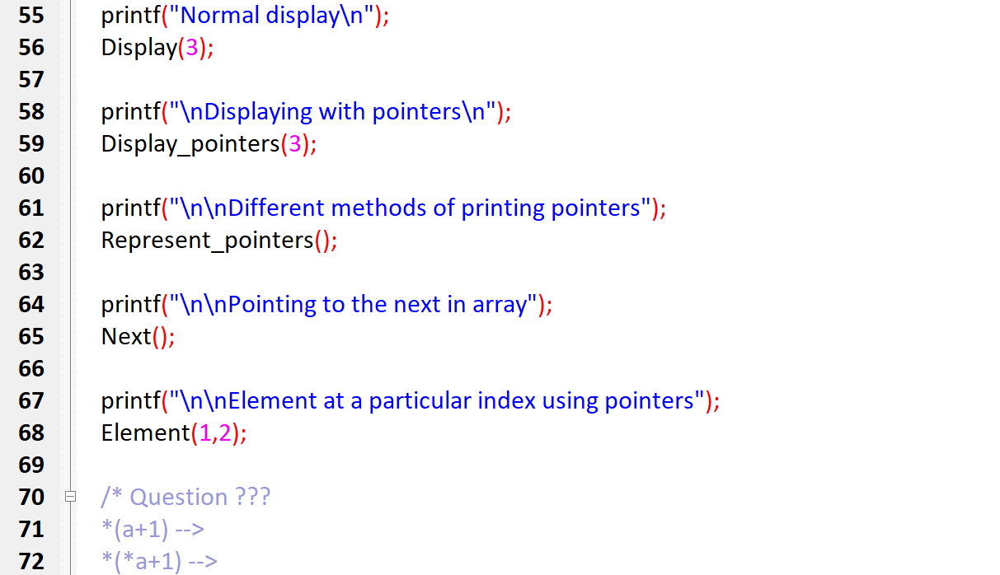 55 printf("Normal display\n");
56 Display(3);
57
58 printf("\nDisplaying with pointers\n");
59 Display_pointers(3);
60
61 printf("\n\nDifferent methods of printing pointers");
62 Represent_pointers();
63
64 printf("\n\nPointing to the next in array");
65 Next();
66
67 printf("\n\nElement at a particular index using pointers");
68 Element(1,2);
69
70 /* Question ???
71 *(a+1) -->
72 *(*a+1) -->